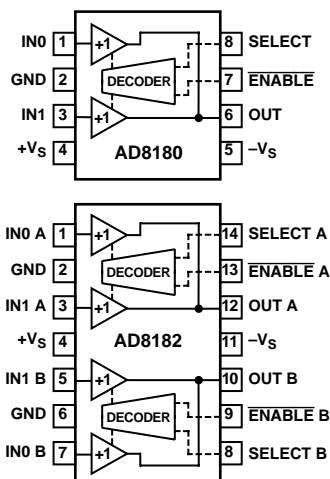 IN0 1 +1 8 SELECT
GND 2 DECODER 7 ENABLE
IN1 3 +1 6 OUT
+VS 4 5 –VS
AD8180
IN0 A 1 +1 14 SELECT A
GND 2 DECODER 13 ENABLE A
IN1 A 3 +1 12 OUT A
+VS 4 AD8182 11 –VS
IN1 B 5 +1 10 OUT B
GND 6 DECODER 9 ENABLE B
IN0 B 7 +1 8 SELECT B